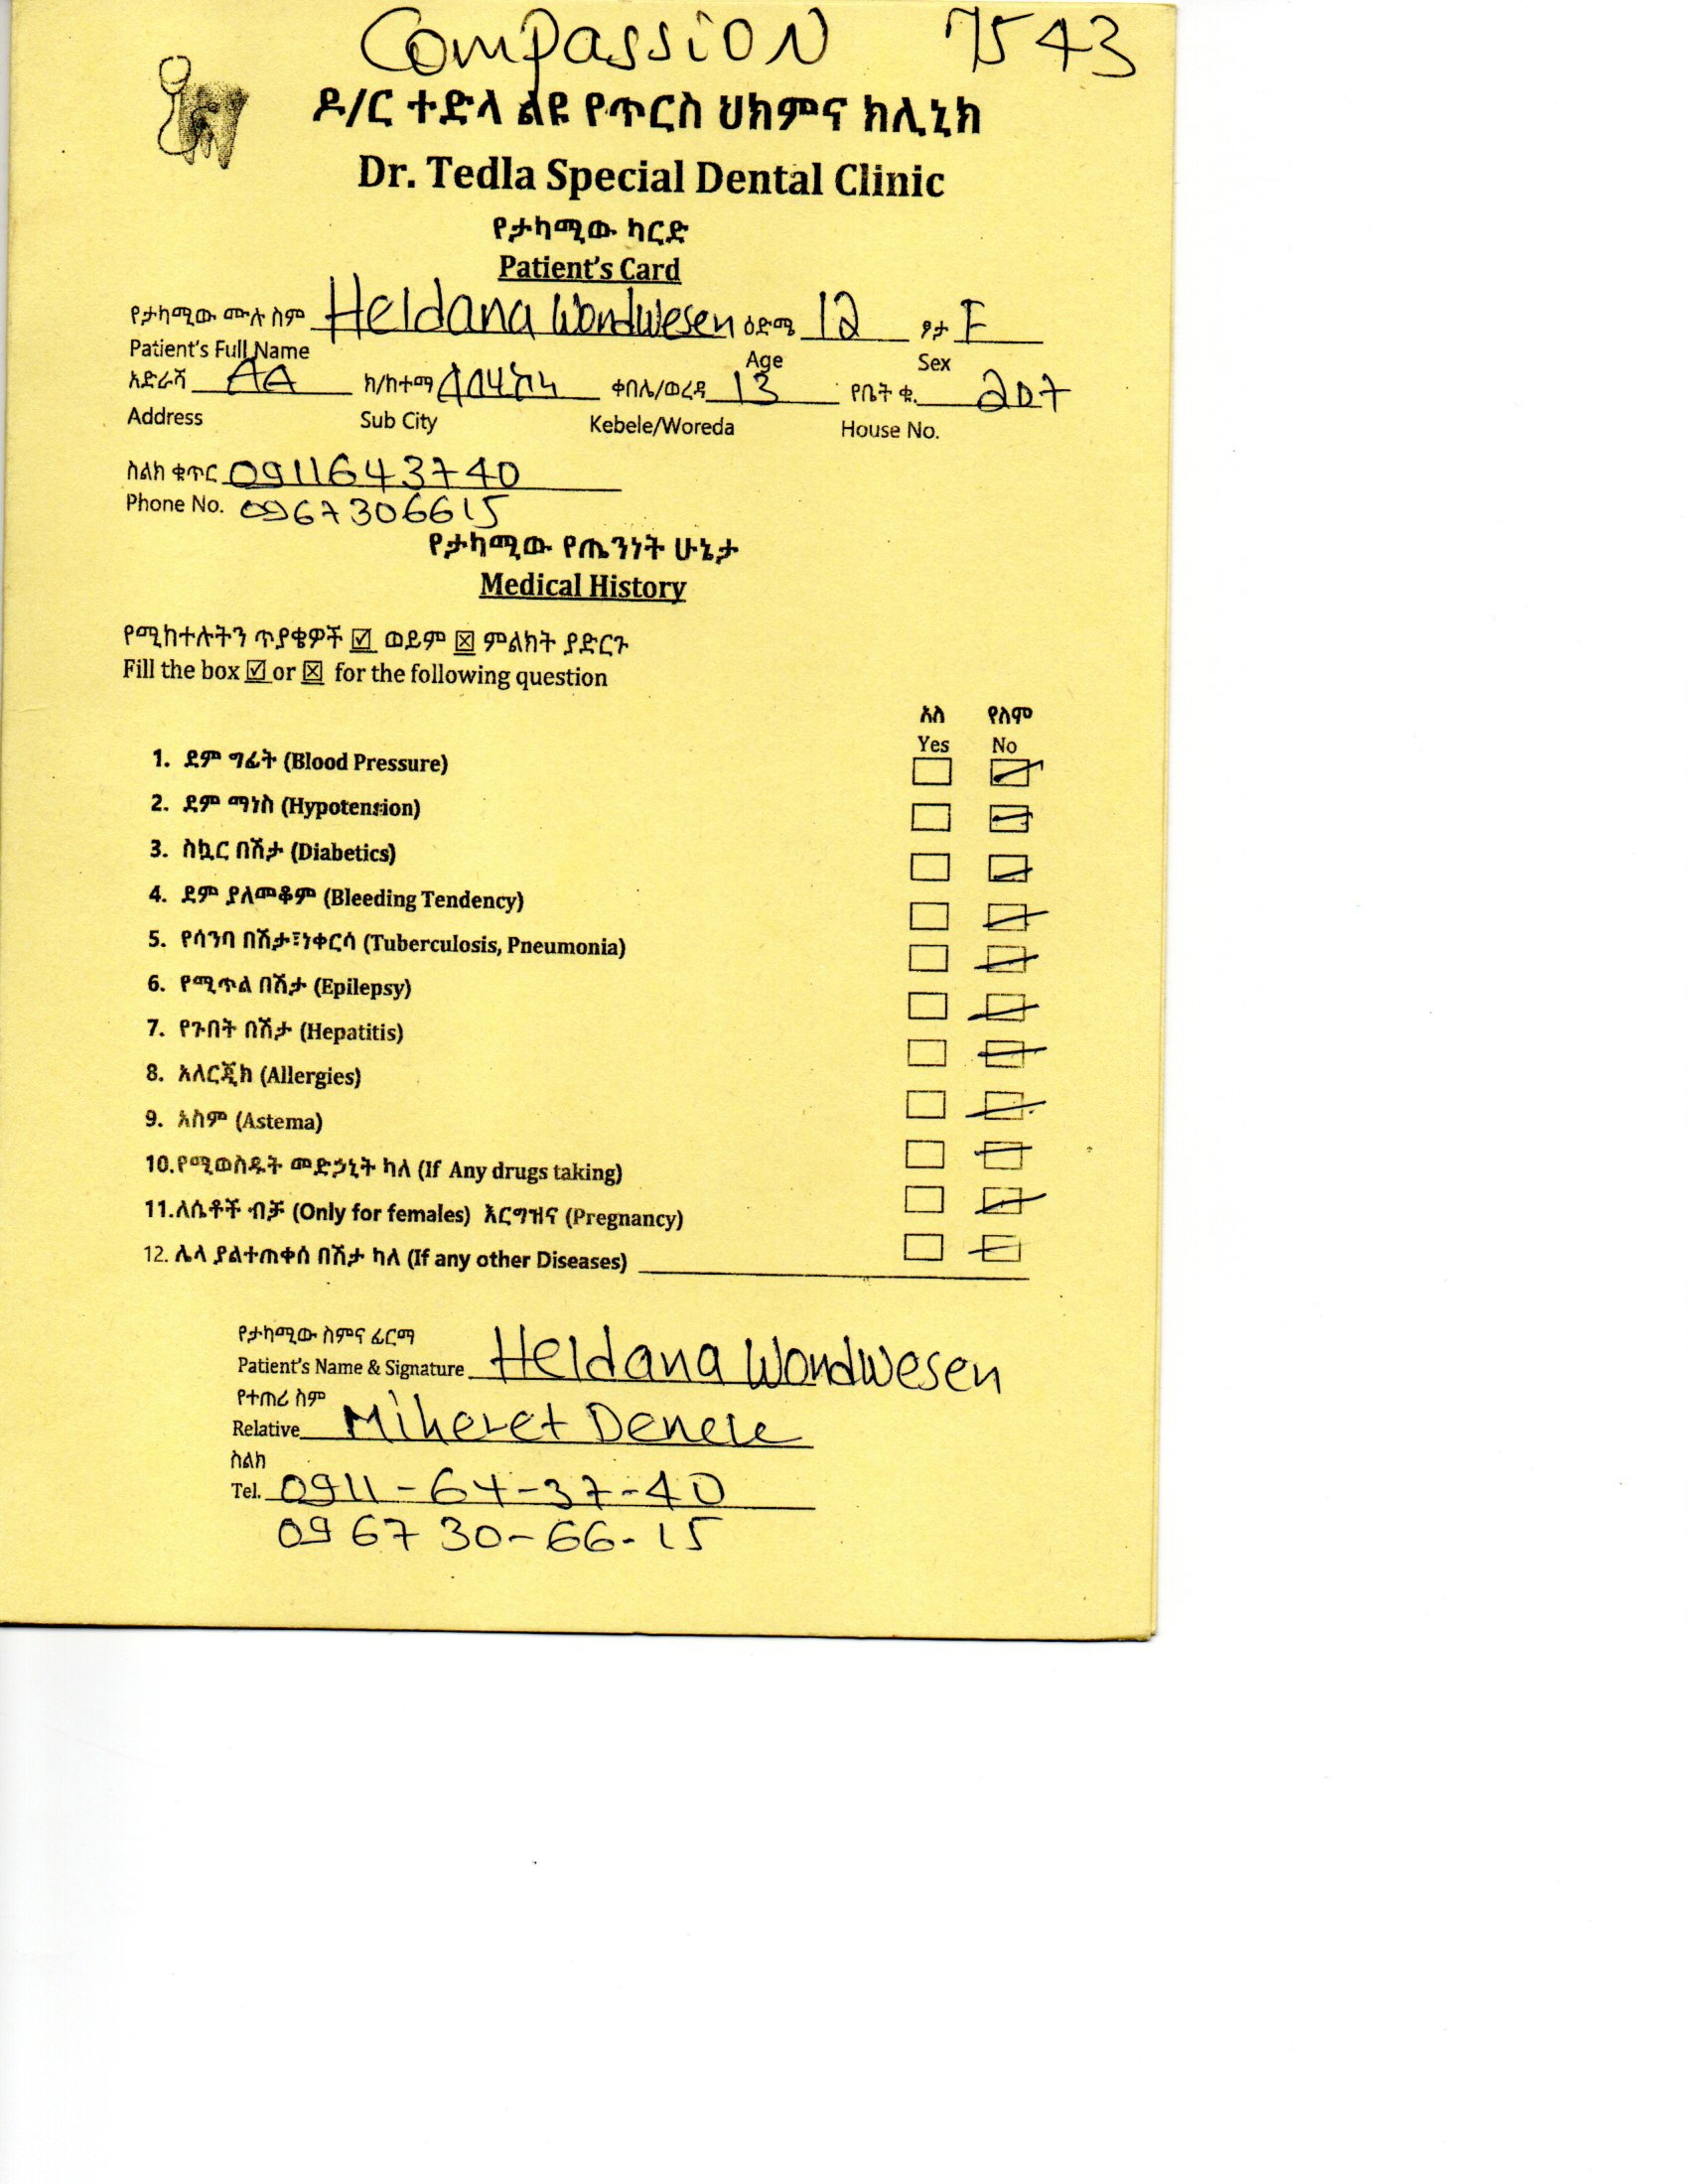 Compassion 7543
ዶ/ር ተድላ ልዩ የጥርስ ህክምና ክሊኒክ
Dr. Tedla Special Dental Clinic
የታካሚው ካርድ
Patient's Card
የታካሚው ሙሉ ስም Heldana Wondwesen ዕድሜ 12 ፆታ F
Patient's Full Name Age Sex
አድራሻ AA ክ/ከተማ ቀበሌ/ወረዳ 13 የቤት ቁ. 207
Address Sub City Kebele/Woreda House No.
ስልክ ቁጥር 0911643740
Phone No. 0967306615
የታካሚው የጤንነት ሁኔታ
Medical History
የሚከተሉትን ጥያቄዎች ☑ ወይም ☒ ምልክት ያድርጉ
Fill the box ☑ or ☒ for the following question
አለ የለም
Yes No
1. ደም ግፊት (Blood Pressure)
2. ደም ማነስ (Hypotension)
3. ስኳር በሽታ (Diabetics)
4. ደም ያለመቆም (Bleeding Tendency)
5. የሳንባ በሽታ፣ነቀርሳ (Tuberculosis, Pneumonia)
6. የሚጥል በሽታ (Epilepsy)
7. የጉበት በሽታ (Hepatitis)
8. አለርጂክ (Allergies)
9. አስም (Astema)
10.የሚወስዱት መድኃኒት ካለ (If Any drugs taking)
11.ለሴቶች ብቻ (Only for females) እርግዝና (Pregnancy)
12. ሌላ ያልተጠቀሰ በሽታ ካለ (If any other Diseases)
የታካሚው ስምና ፊርማ
Patient's Name & Signature Heldana Wondwesen
የተጠሪ ስም
Relative Miheret
ስልክ
Tel. 0911-64-37-40
0967 30-66-15